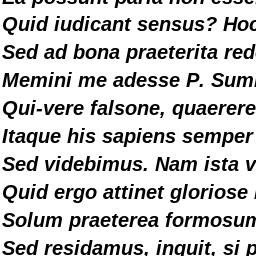 Ea possunt paria non esse
Quid iudicant sensus? Hoc
Sed ad bona praeterita red
Memini me adesse P. Sum
Qui-vere falsone, quaerere
Itaque his sapiens semper
Sed videbimus. Nam ista v
Quid ergo attinet gloriose
Solum praeterea formosum
Sed residamus, inquit, si p